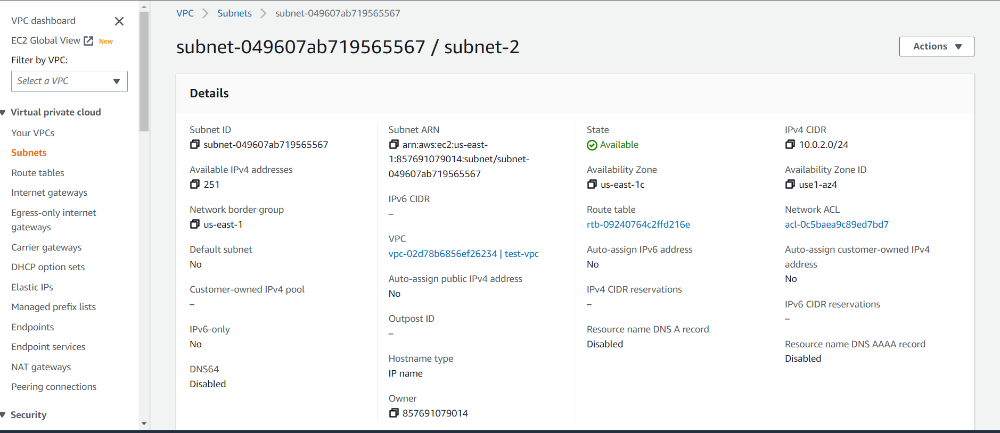 VPC dashboard
EC2 Global View New
Filter by VPC:
Select a VPC
Virtual private cloud
Your VPCs
Subnets
Route tables
Internet gateways
Egress-only internet
gateways
Carrier gateways
DHCP option sets
Elastic IPs
Managed prefix lists
Endpoints
Endpoint services
NAT gateways
Peering connections
Security
VPC > Subnets > subnet-049607ab719565567
subnet-049607ab719565567 / subnet-2
Actions
Details
Subnet ID
subnet-049607ab719565567
Available IPv4 addresses
251
Network border group
us-east-1
Default subnet
No
Customer-owned IPv4 pool
–
IPv6-only
No
DNS64
Disabled
Subnet ARN
arn:aws:ec2:us-east-
1:857691079014:subnet/subnet-
049607ab719565567
IPv6 CIDR
–
VPC
vpc-02d78b6856ef26234 | test-vpc
Auto-assign public IPv4 address
No
Outpost ID
–
Hostname type
IP name
Owner
857691079014
State
Available
Availability Zone
us-east-1c
Route table
rtb-09240764c2ffd216e
Auto-assign IPv6 address
No
IPv4 CIDR reservations
–
Resource name DNS A record
Disabled
IPv4 CIDR
10.0.2.0/24
Availability Zone ID
use1-az4
Network ACL
acl-0c5baea9c89ed7bd7
Auto-assign customer-owned IPv4
address
No
IPv6 CIDR reservations
–
Resource name DNS AAAA record
Disabled